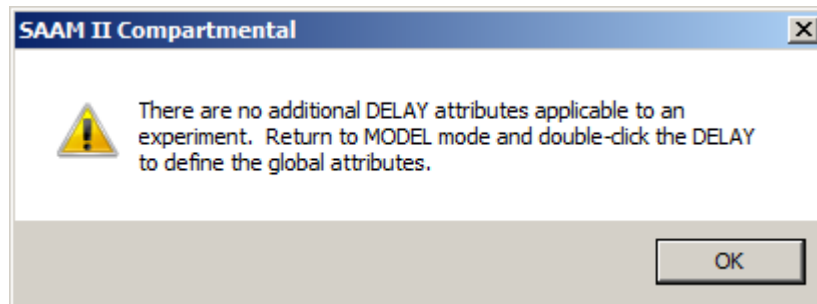 SAAM II Compartmental
There are no additional DELAY attributes applicable to an
experiment.  Return to MODEL mode and double-click the DELAY
to define the global attributes.
OK